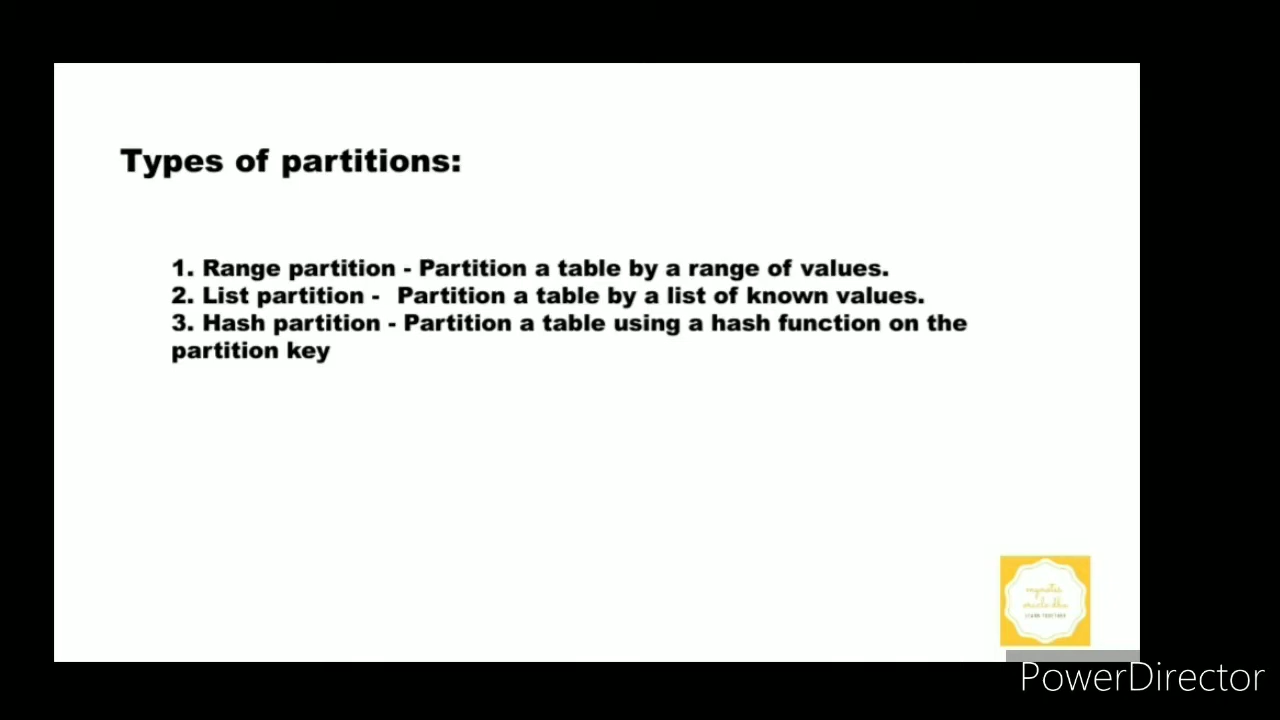 Types of partitions:
1. Range partition - Partition a table by a range of values.
2. List partition - Partition a table by a list of known values.
3. Hash partition - Partition a table using a hash function on the
partition key
PowerDirector